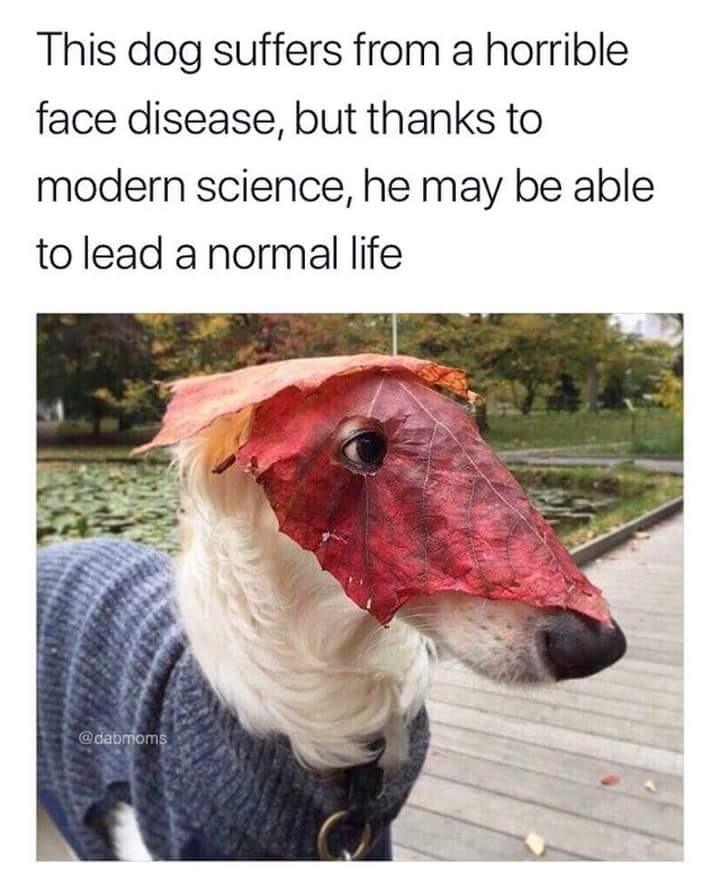 This dog suffers from a horrible
face disease, but thanks to
modern science, he may be able
to lead a normal life
@dabmoms